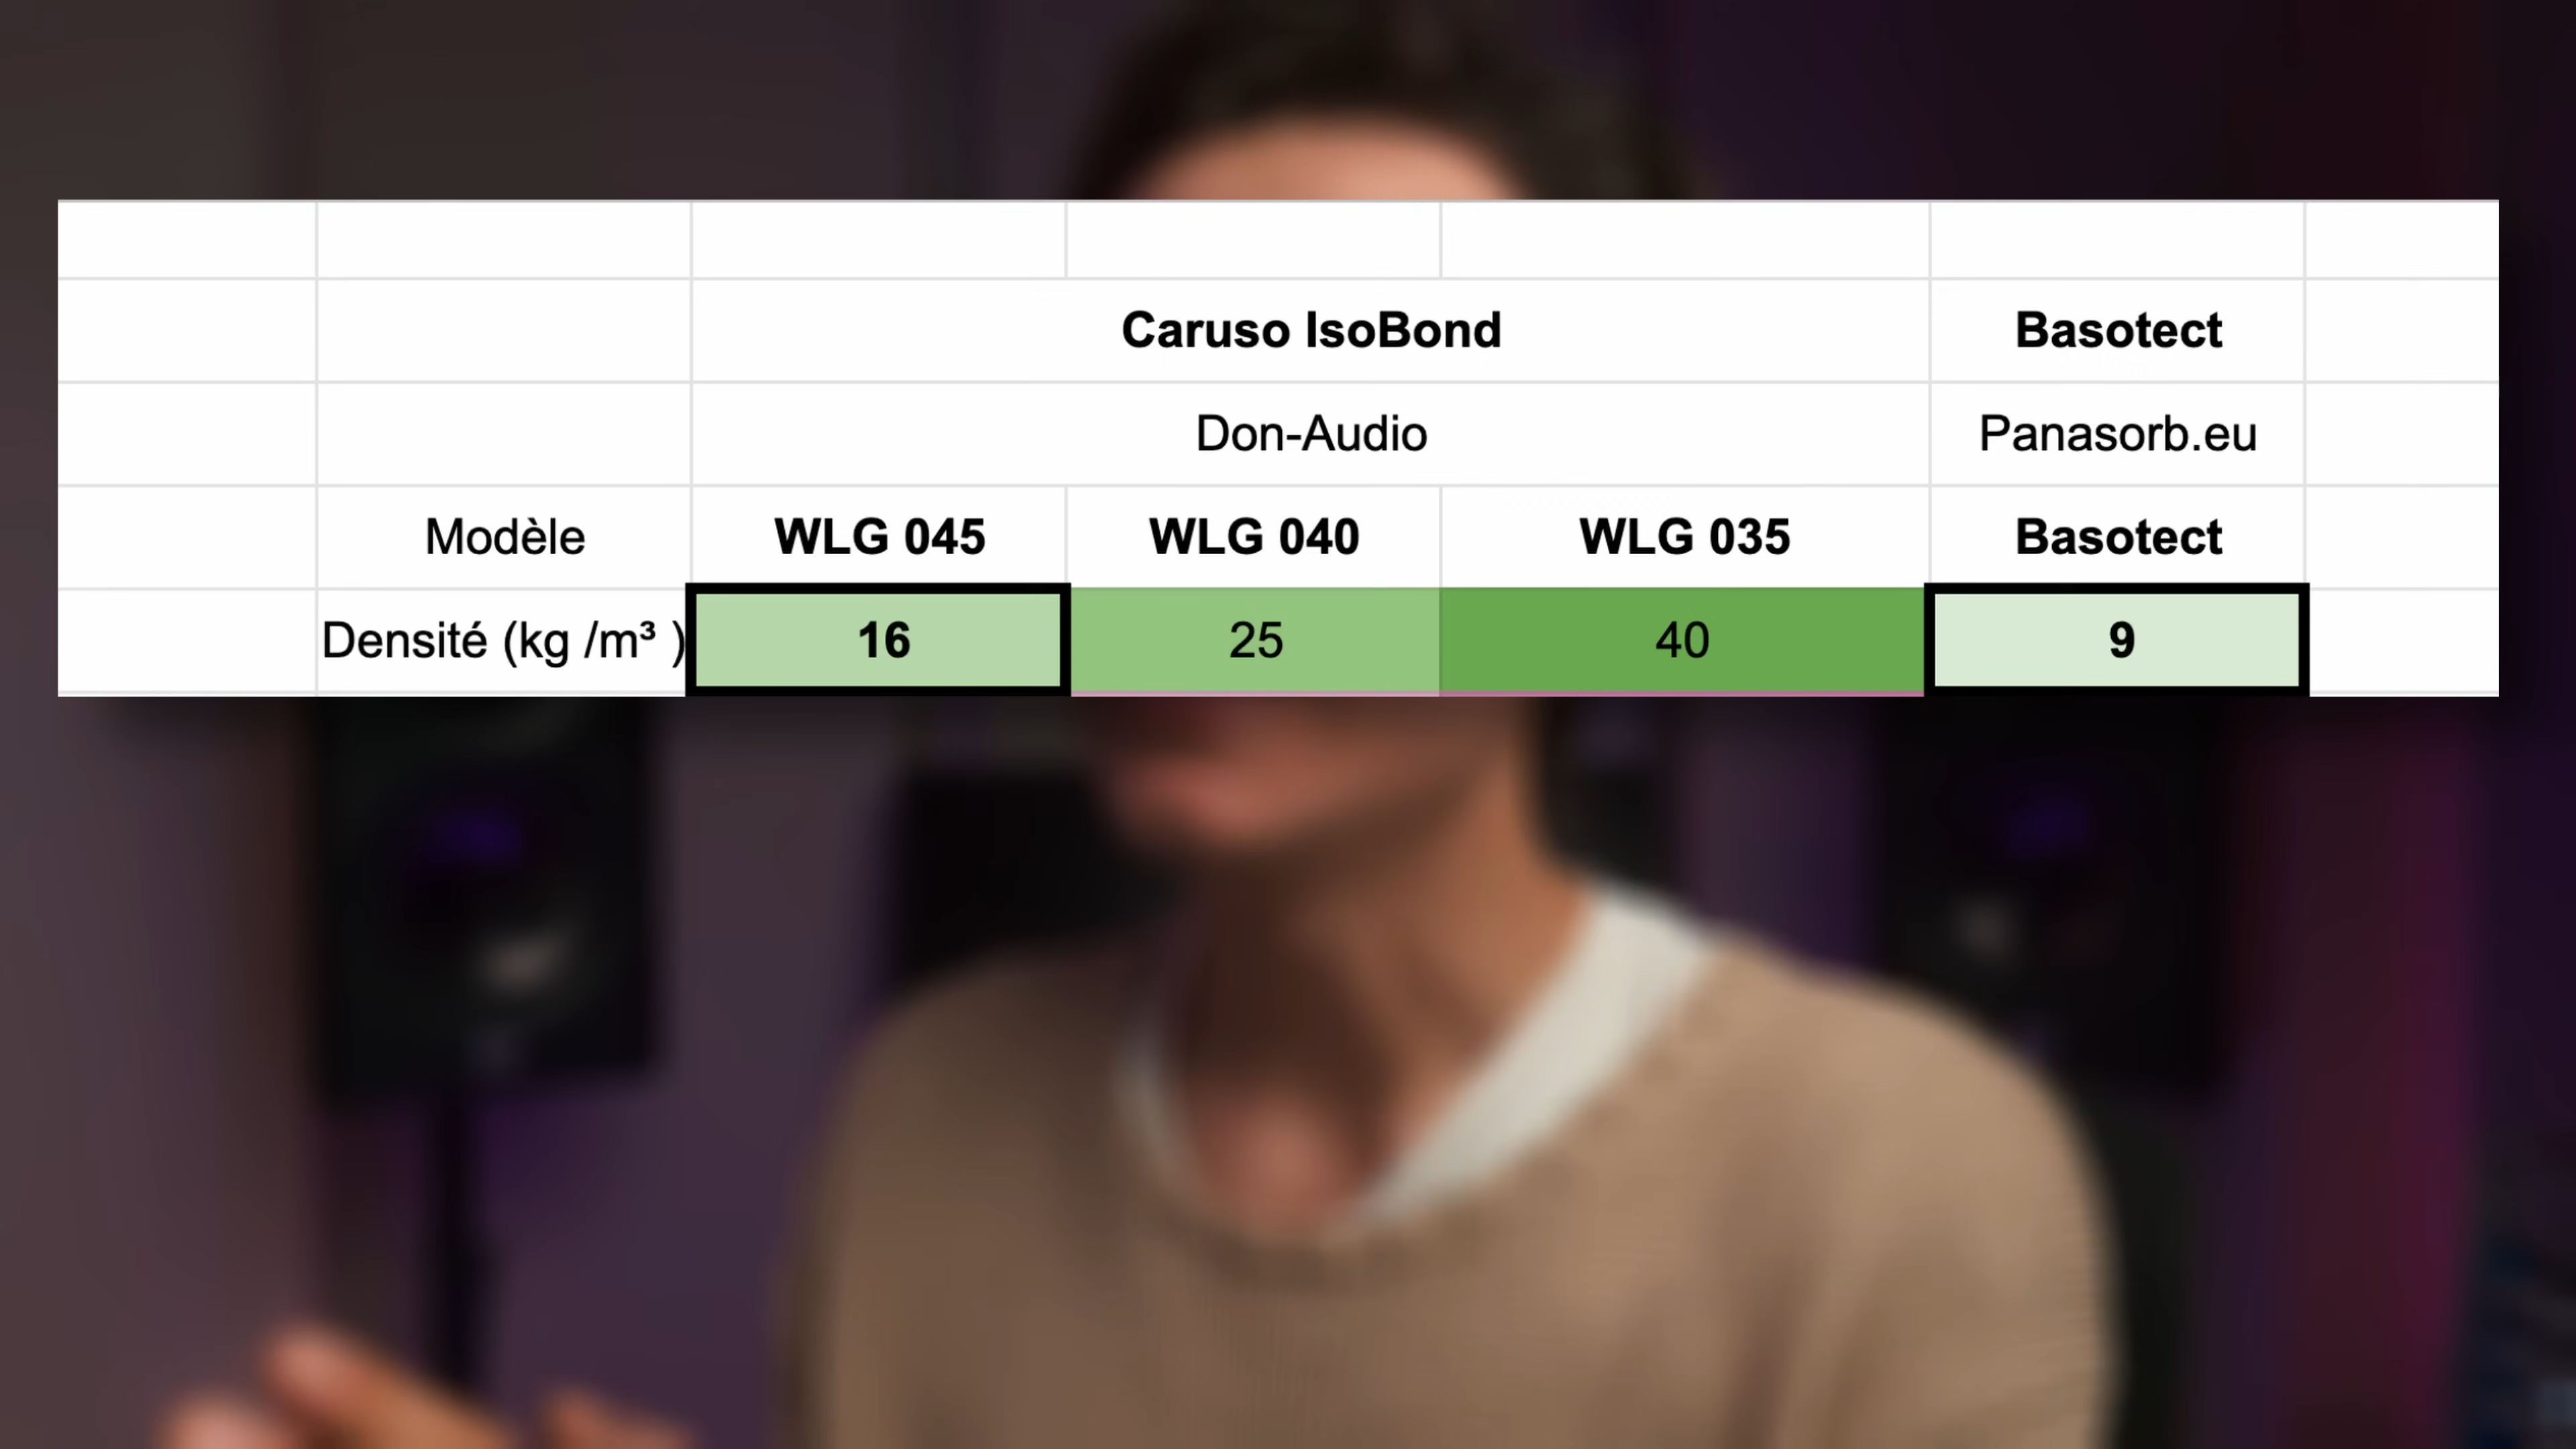 Caruso IsoBond Basotect
Don-Audio Panasorb.eu
Modèle WLG 045 WLG 040 WLG 035 Basotect
Densité (kg /m³ ) 16 25 40 9